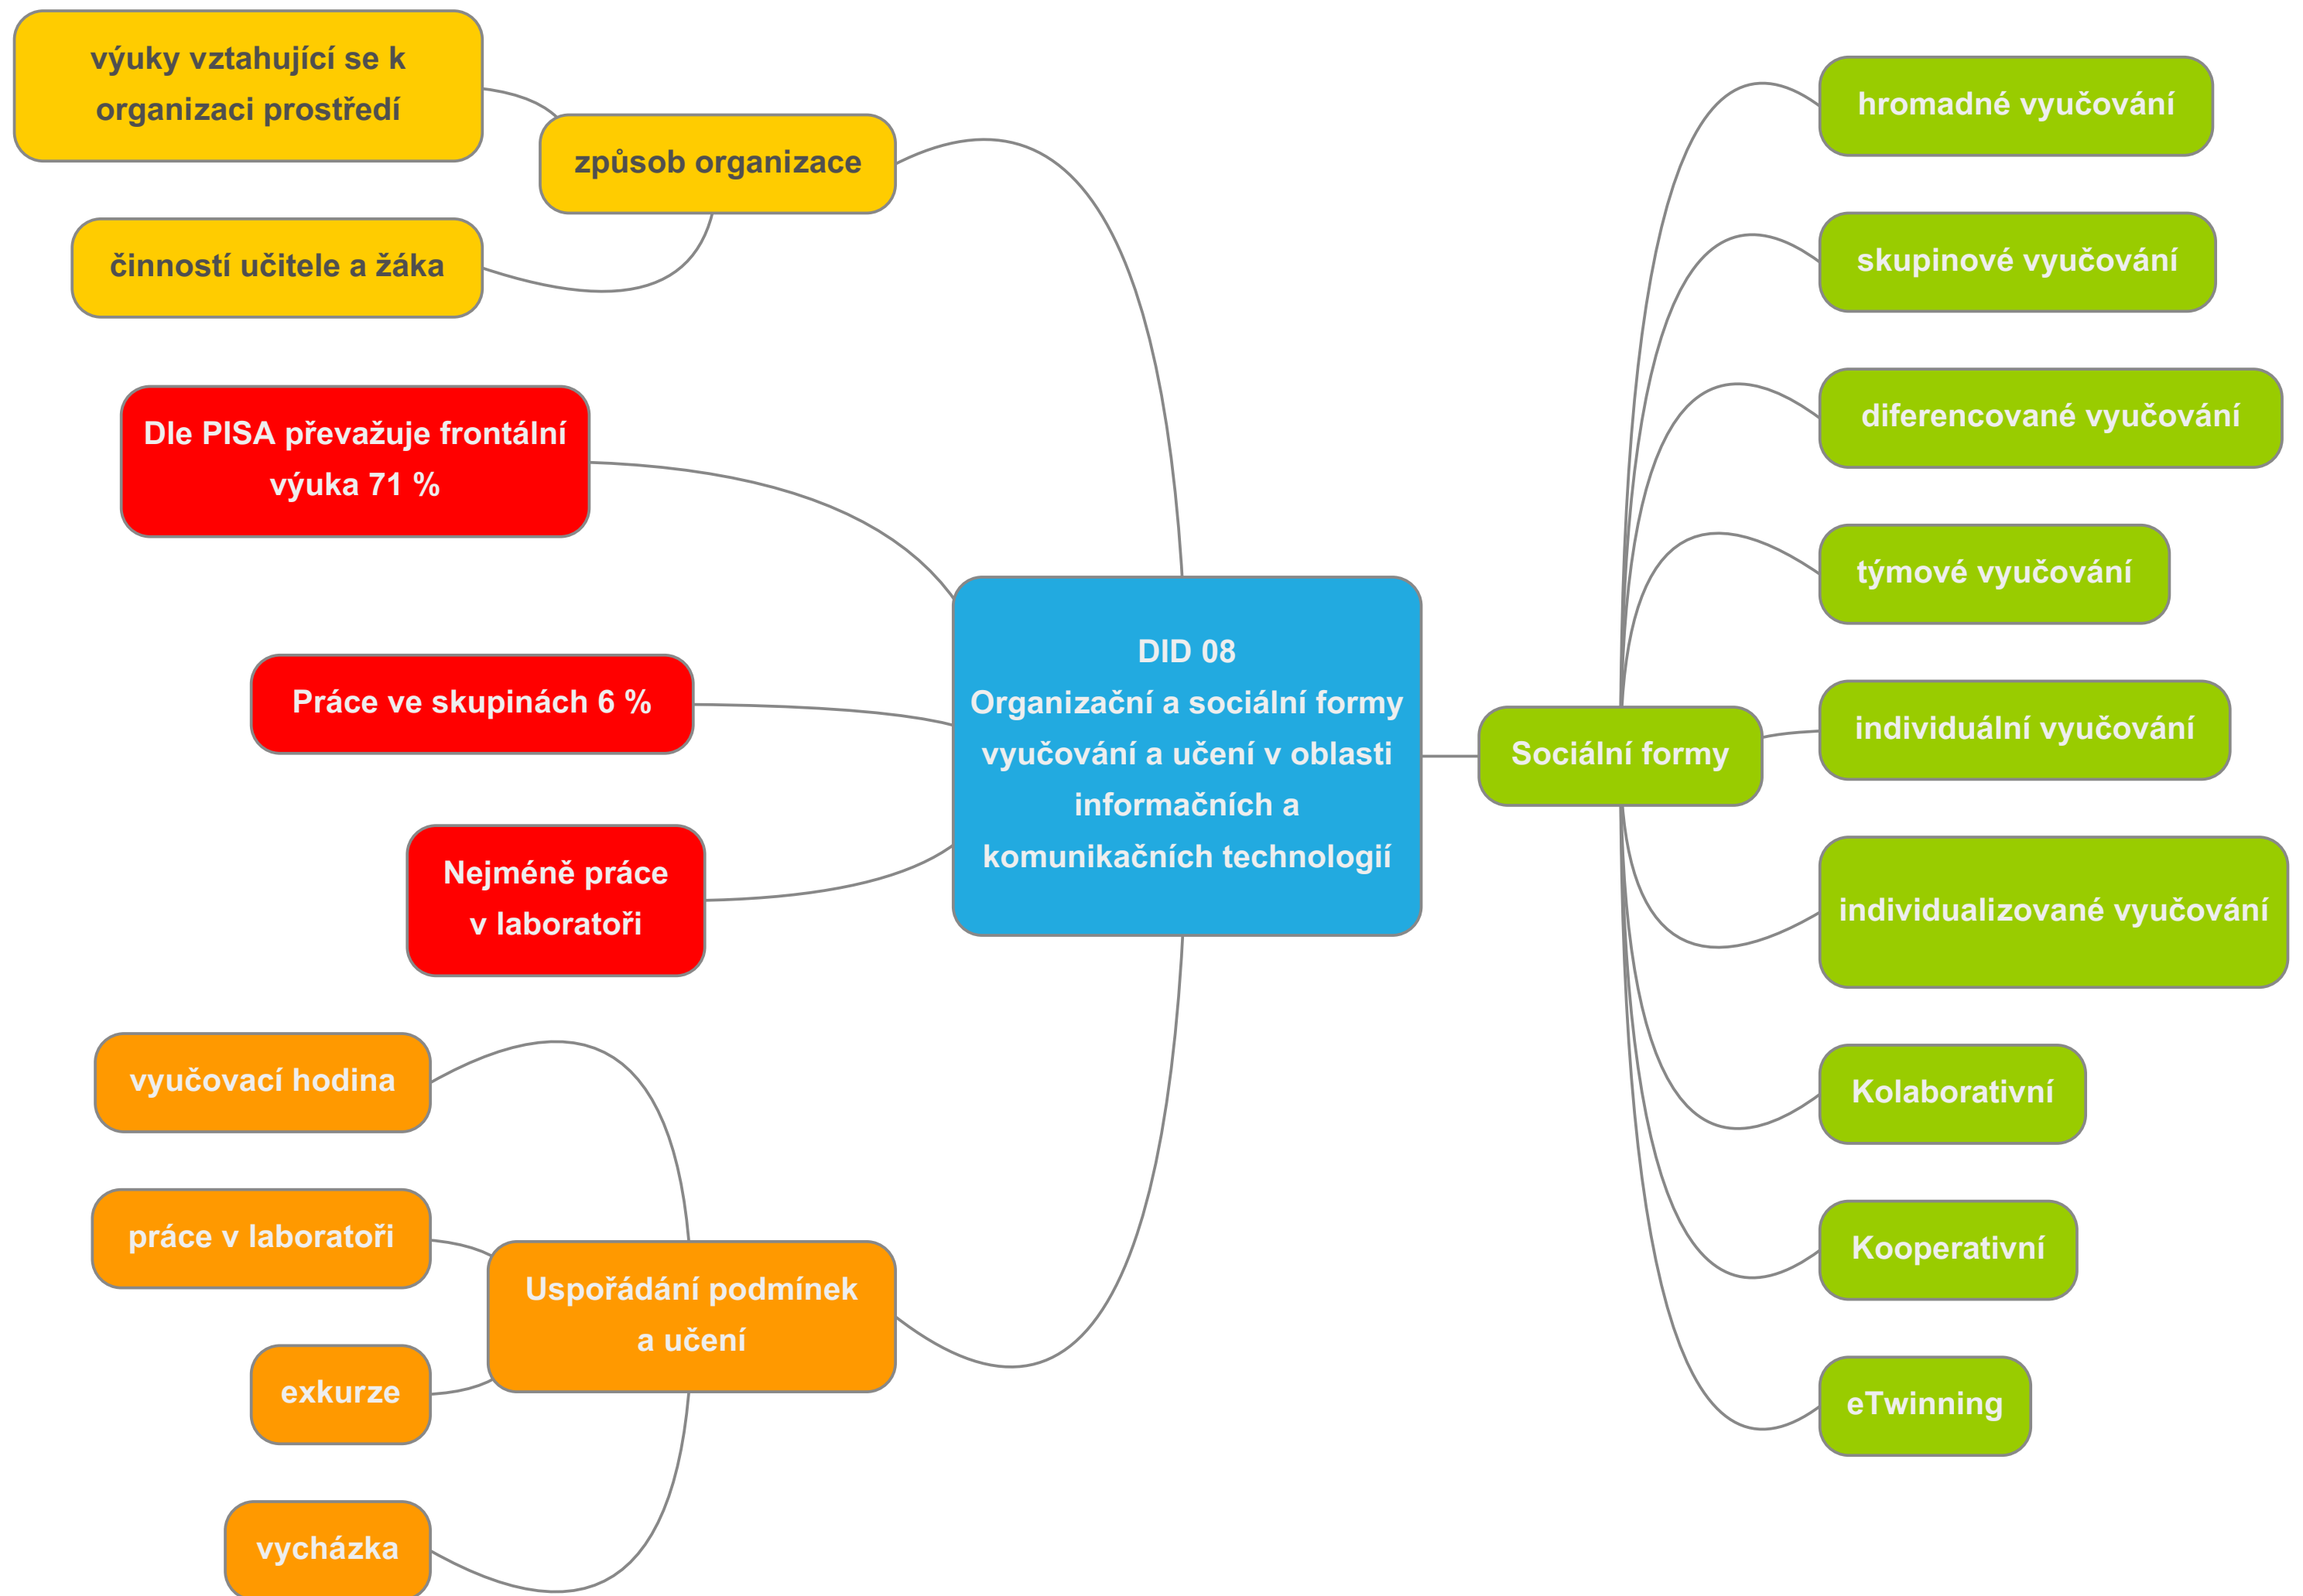 DID 08
Organizační a sociální formy
vyučování a učení v oblasti
informačních a
komunikačních technologií
způsob organizace
výuky vztahující se k
organizaci prostředí
činností učitele a žáka
Dle PISA převažuje frontální
výuka 71 %
Práce ve skupinách 6 %
Nejméně práce
v laboratoři
Uspořádání podmínek
a učení
vyučovací hodina
práce v laboratoři
exkurze
vycházka
Sociální formy
hromadné vyučování
skupinové vyučování
diferencované vyučování
týmové vyučování
individuální vyučování
individualizované vyučování
Kolaborativní
Kooperativní
eTwinning